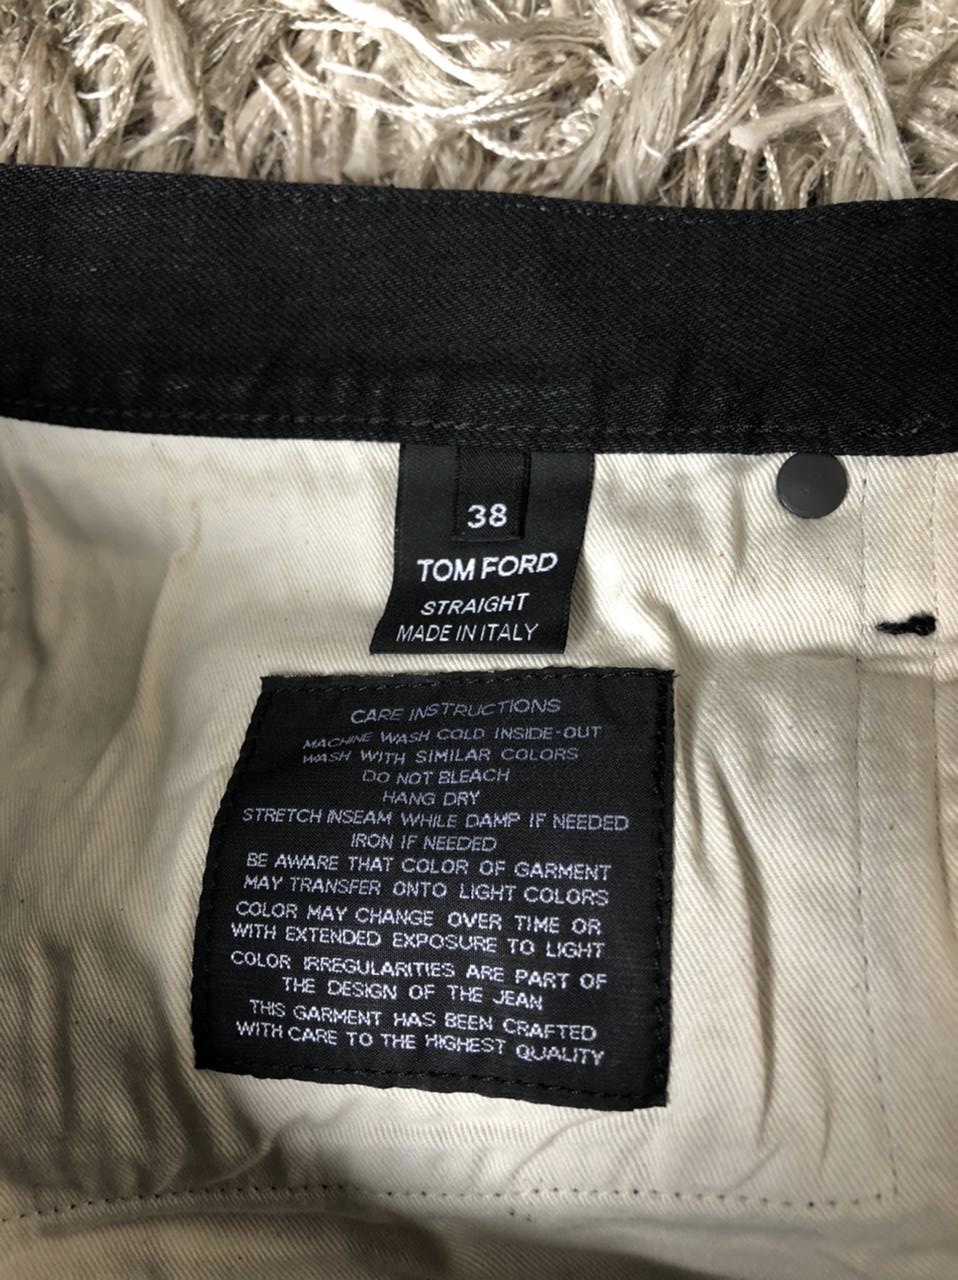 38
TOM FORD
STRAIGHT
MADE IN ITALY
CARE INSTRUCTIONS
MACHINE WASH COLD INSIDE-OUT
WASH WITH SIMILAR COLORS
DO NOT BLEACH
HANG DRY
STRETCH INSEAM WHILE DAMP IF NEEDED
IRON IF NEEDED
BE AWARE THAT COLOR OF GARMENT
MAY TRANSFER ONTO LIGHT COLORS
COLOR MAY CHANGE OVER TIME OR
WITH EXTENDED EXPOSURE TO LIGHT
COLOR IRREGULARITIES ARE PART OF
THE DESIGN OF THE JEAN
THIS GARMENT HAS BEEN CRAFTED
WITH CARE TO THE HIGHEST QUALITY